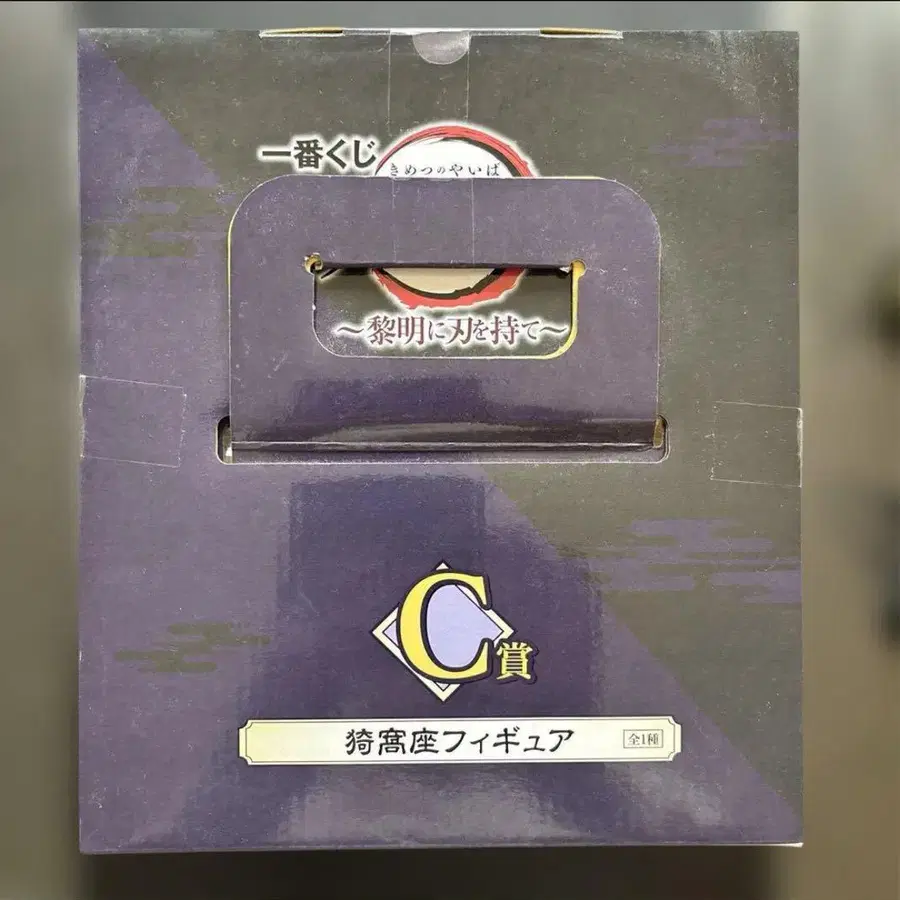 一番くじ
きめつのやいば
～黎明に刃を持て～
C賞
猗窩座フィギュア
全1種